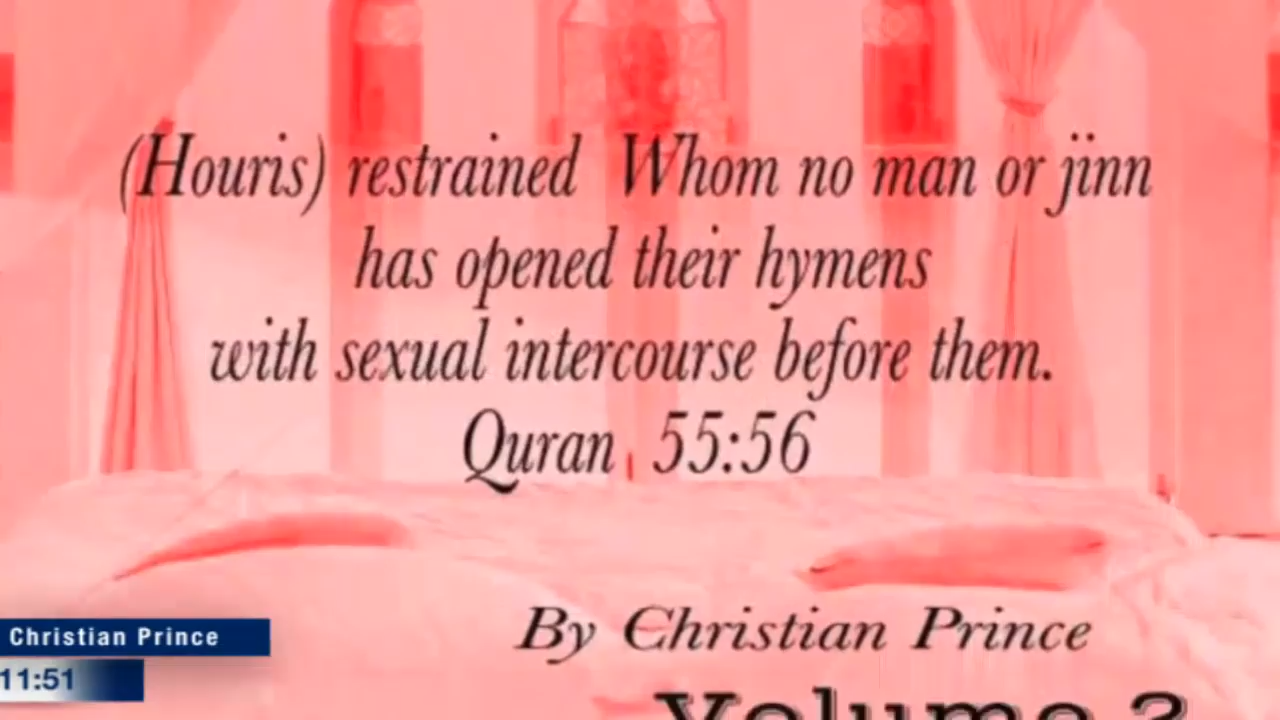 (Houris) restrained Whom no man or jinn
has opened their hymens
with sexual intercourse before them.
Quran 55:56
By Christian Prince
Christian Prince
11:51
Volume